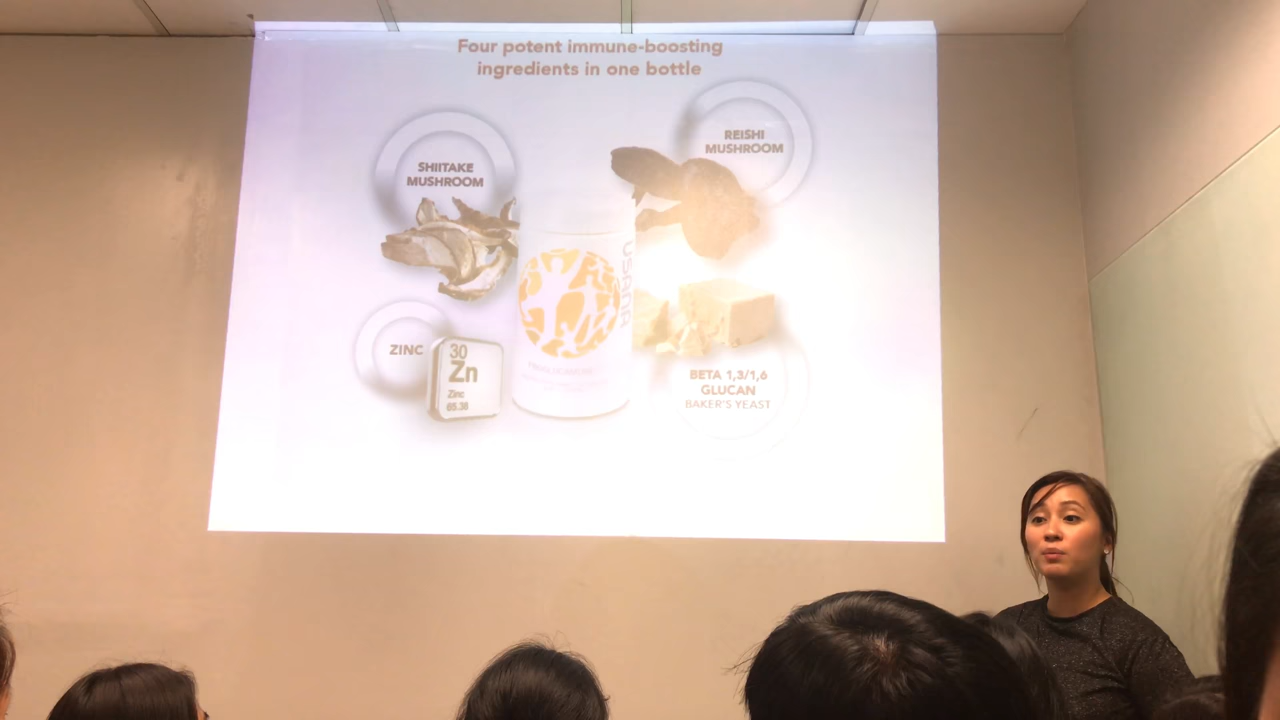 Four potent immune-boosting
ingredients in one bottle
SHIITAKE
MUSHROOM
REISHI
MUSHROOM
USANA
ZINC
30
Zn
Zinc
65.38
BETA 1,3/1,6
GLUCAN
BAKER'S YEAST